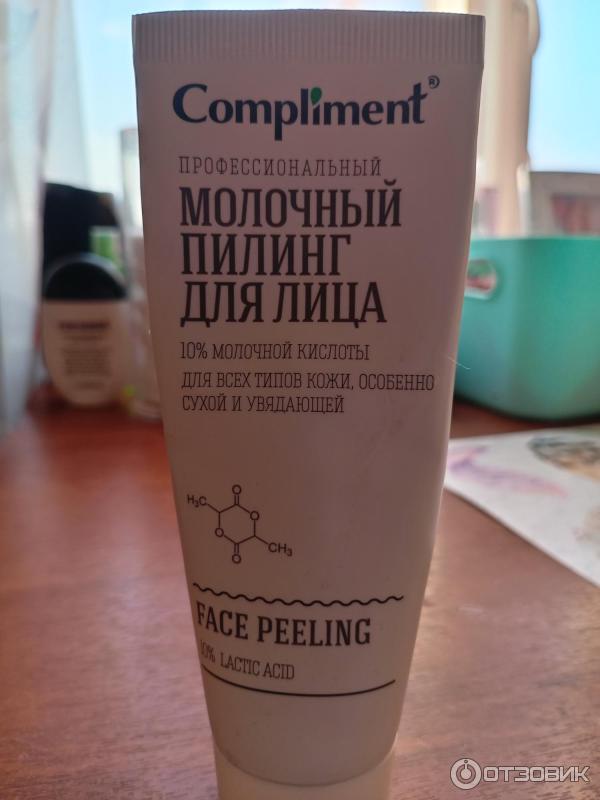 Compliment®
ПРОФЕССИОНАЛЬНЫЙ
МОЛОЧНЫЙ
ПИЛИНГ
ДЛЯ ЛИЦА
10% МОЛОЧНОЙ КИСЛОТЫ
ДЛЯ ВСЕХ ТИПОВ КОЖИ, ОСОБЕННО
СУХОЙ И УВЯДАЮЩЕЙ
H₃C
O
O
O
O
CH₃
FACE PEELING
10% LACTIC ACID
ОТЗОВИК